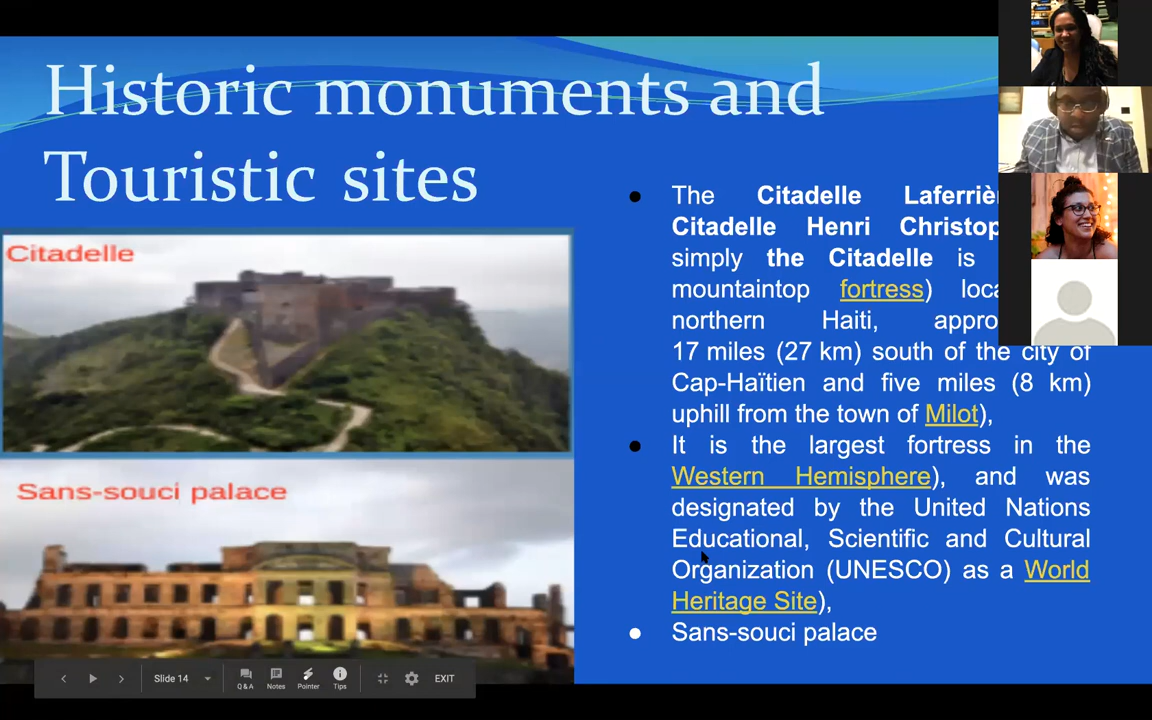 Historic monuments and
Touristic sites
Citadelle
Sans-souci palace
The Citadelle
Citadelle Henri
simply the Citadelle is
mountaintop fortress)
northern Haiti,
17 miles (27 km) south of the city of
Cap-Haïtien and five miles (8 km)
uphill from the town of Milot),
It is the largest fortress in the
Western Hemisphere), and was
designated by the United Nations
Educational, Scientific and Cultural
Organization (UNESCO) as a World
Heritage Site),
Sans-souci palace
Slide 14
Q&A
Notes
Pointer
Tips
EXIT